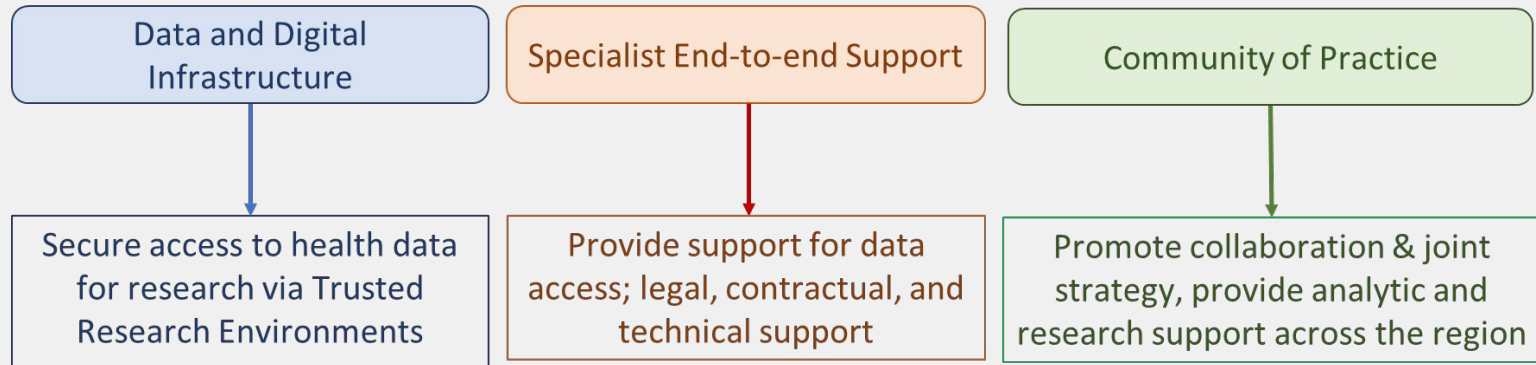 Data and Digital
Infrastructure
Specialist End-to-end Support
Community of Practice
Secure access to health data
for research via Trusted
Research Environments
Provide support for data
access; legal, contractual, and
technical support
Promote collaboration & joint
strategy, provide analytic and
research support across the region